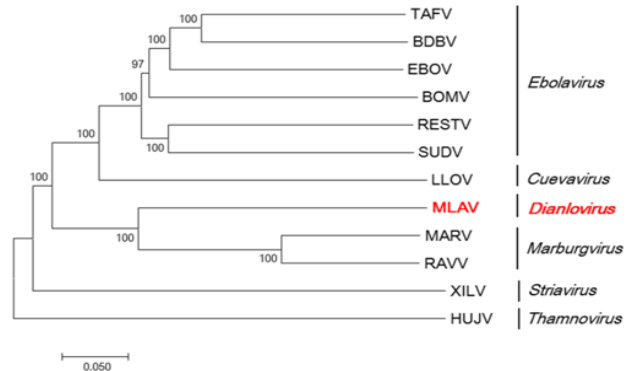 TAFV
100
BDBV
100
EBOV
97
Ebolavirus
BOMV
100
RESTV
100
100
SUDV
LLOV
Cuevavirus
100
MLAV
Dianlovirus
MARV
100
Marburgvirus
100
RAVV
XILV
Striavirus
HUJV
Thamnovirus
0.050